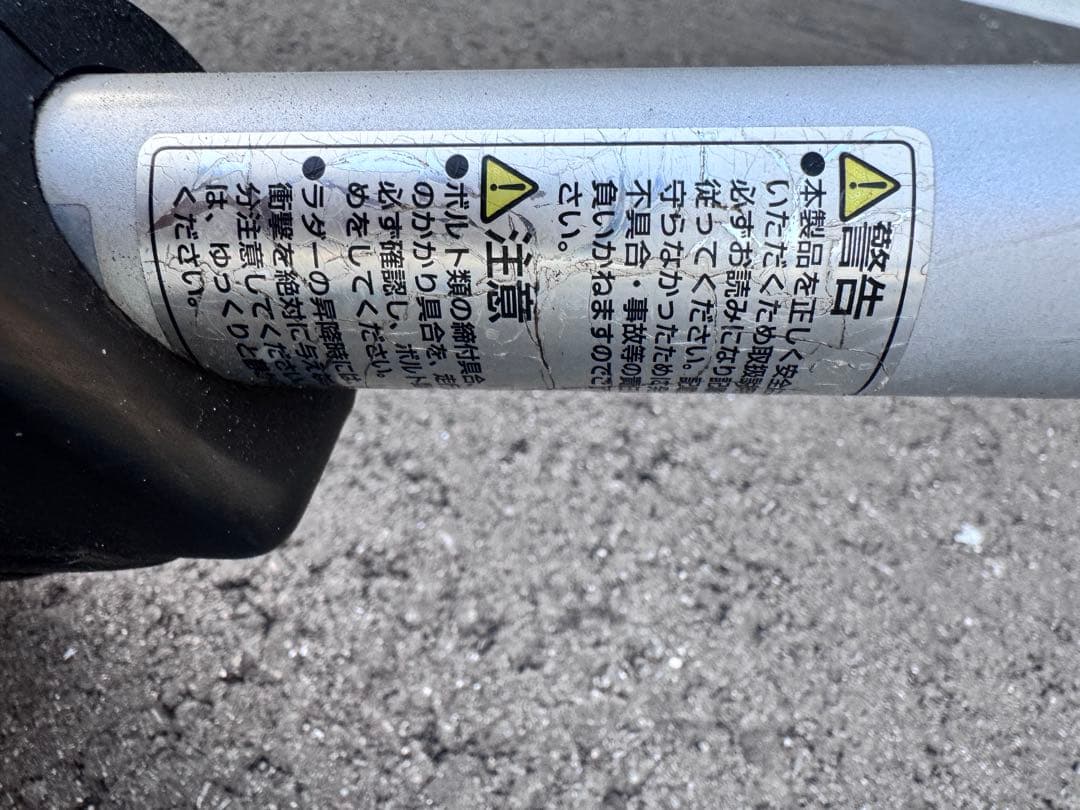 警告
●本製品を正しく安全
いただくため取扱説
必ずお読みになり記
従ってください。
守らなかったため
不具合・事故等の責
負いかねますのでご
さい。
注意
●ボルト類の締付具合
のかかり具合を、走
必ず確認し、ボルト
めをしてください。
●ラダーの昇降時には
衝撃を絶対に与え
分注意してください
は、ゆっくりと
ください。